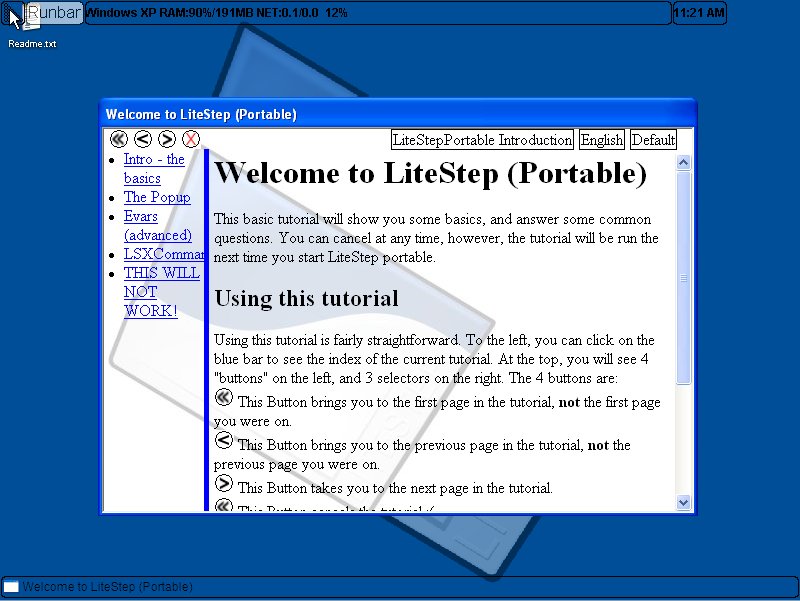 Runbar Windows XP RAM:90%/191MB NET:0.1/0.0 12% 11:21 AM
Readme.txt
Welcome to LiteStep (Portable)
LiteStepPortable Introduction English Default
Intro - the
basics
The Popup
Evars
(advanced)
LSXComman
THIS WILL
NOT
WORK!
Welcome to LiteStep (Portable)
This basic tutorial will show you some basics, and answer some common
questions. You can cancel at any time, however, the tutorial will be run the
next time you start LiteStep portable.
Using this tutorial
Using this tutorial is fairly straightforward. To the left, you can click on the
blue bar to see the index of the current tutorial. At the top, you will see 4
"buttons" on the left, and 3 selectors on the right. The 4 buttons are:
This Button brings you to the first page in the tutorial, not the first page
you were on.
This Button brings you to the previous page in the tutorial, not the
previous page you were on.
This Button takes you to the next page in the tutorial.
This Button cancels the tutorial :(
Welcome to LiteStep (Portable)